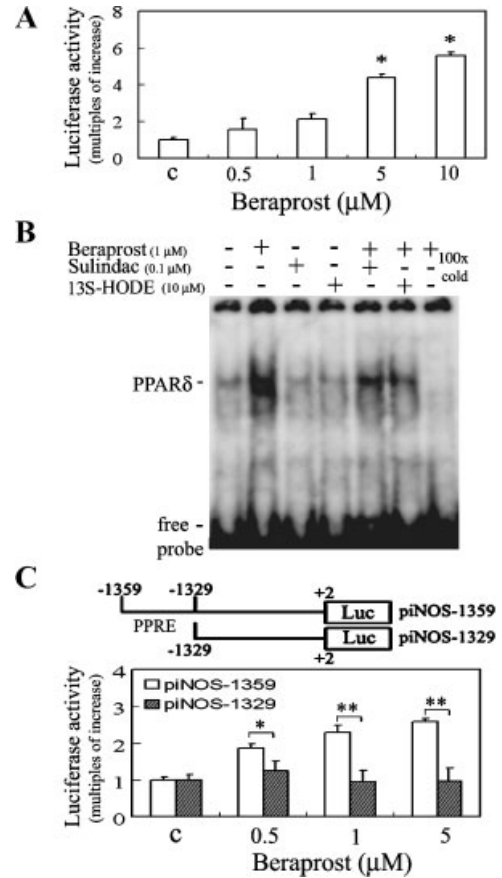 A
Luciferase activity
(multiples of increase)
8
6
4
2
0
*
*
c
0.5
1
5
10
Beraprost (μM)
B
Beraprost (1 μM) - + - - + + +
Sulindac (0.1 μM) - - + - + - -
13S-HODE (10 μM) - - - + - + -
100x
cold
PPARδ -
free -
probe
C
-1359 -1329 +2
Luc piNOS-1359
PPRE
Luc piNOS-1329
-1329 +2
Luciferase activity
(multiples of increase)
4
3
2
1
0
piNOS-1359
piNOS-1329
*
**
**
c
0.5
1
5
Beraprost (μM)